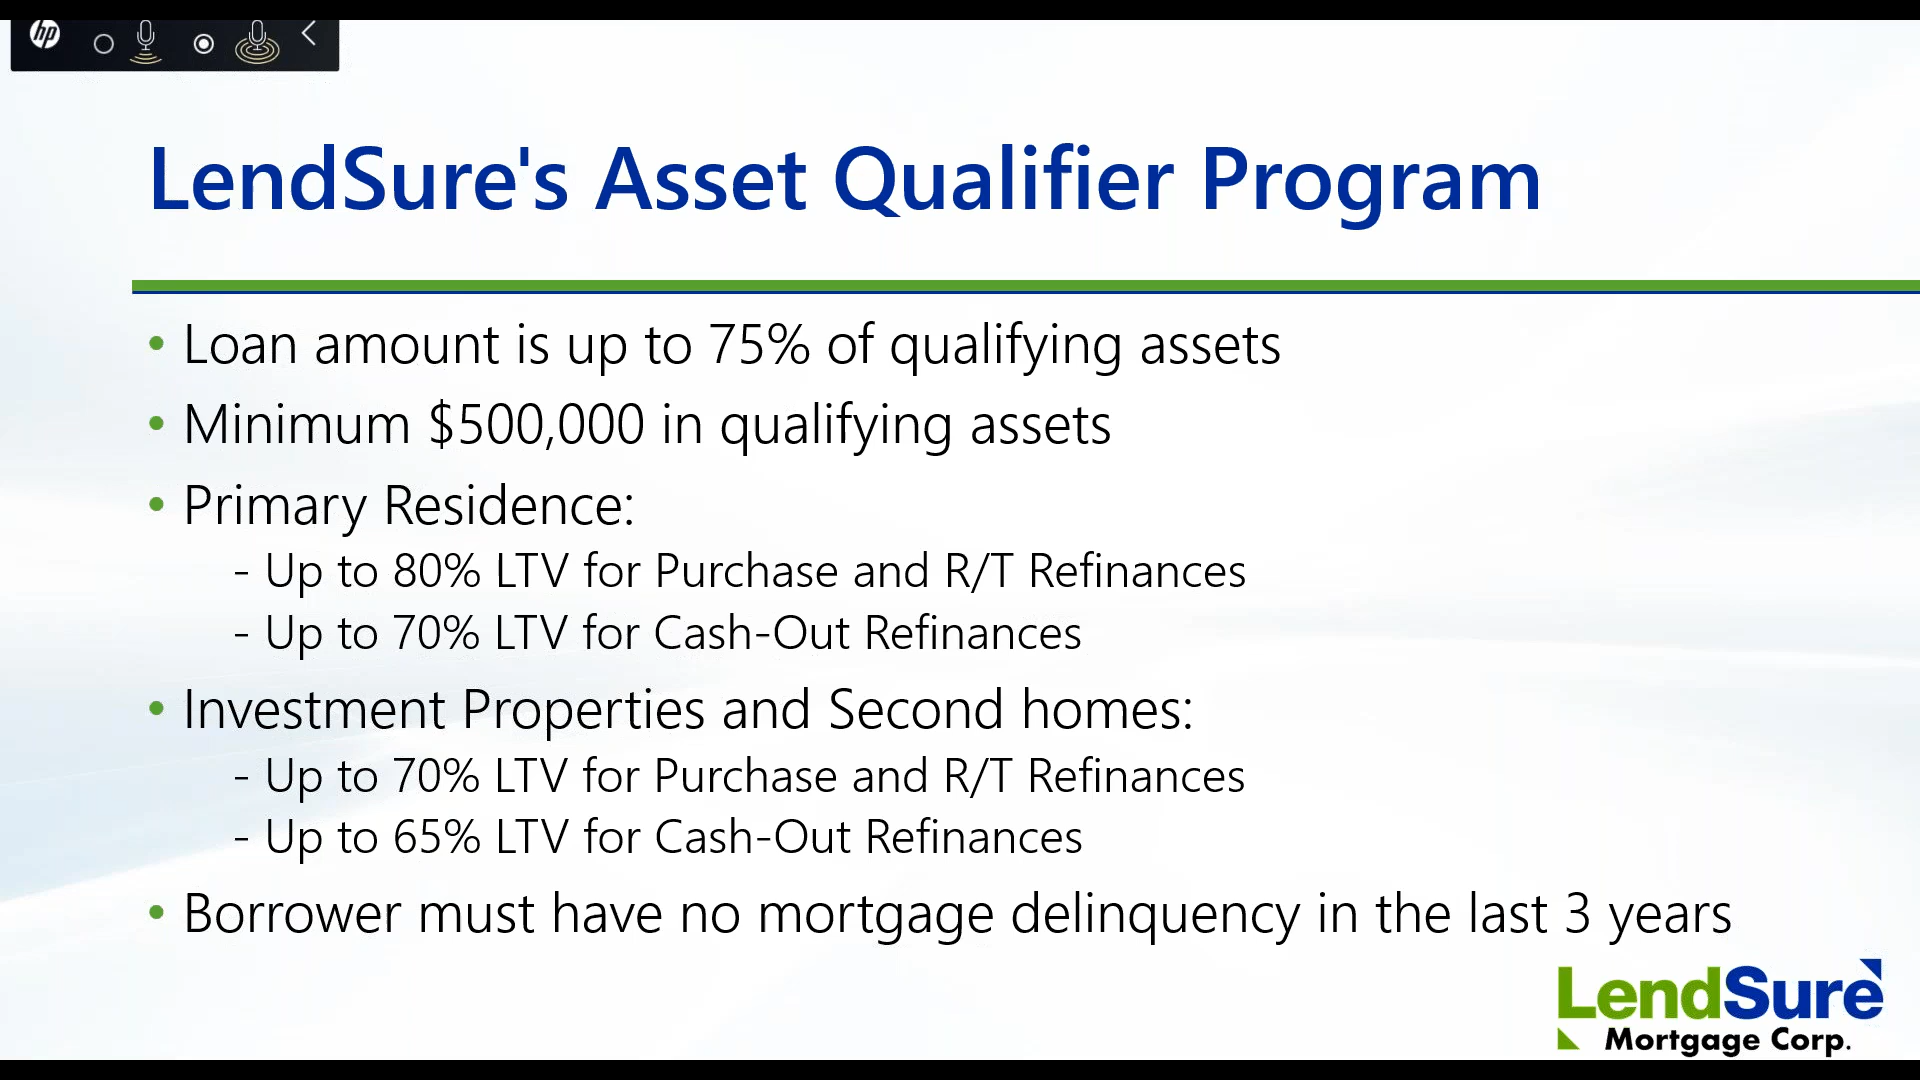 hp
LendSure's Asset Qualifier Program
• Loan amount is up to 75% of qualifying assets
• Minimum $500,000 in qualifying assets
• Primary Residence:
- Up to 80% LTV for Purchase and R/T Refinances
- Up to 70% LTV for Cash-Out Refinances
• Investment Properties and Second homes:
- Up to 70% LTV for Purchase and R/T Refinances
- Up to 65% LTV for Cash-Out Refinances
• Borrower must have no mortgage delinquency in the last 3 years
LendSure
Mortgage Corp.